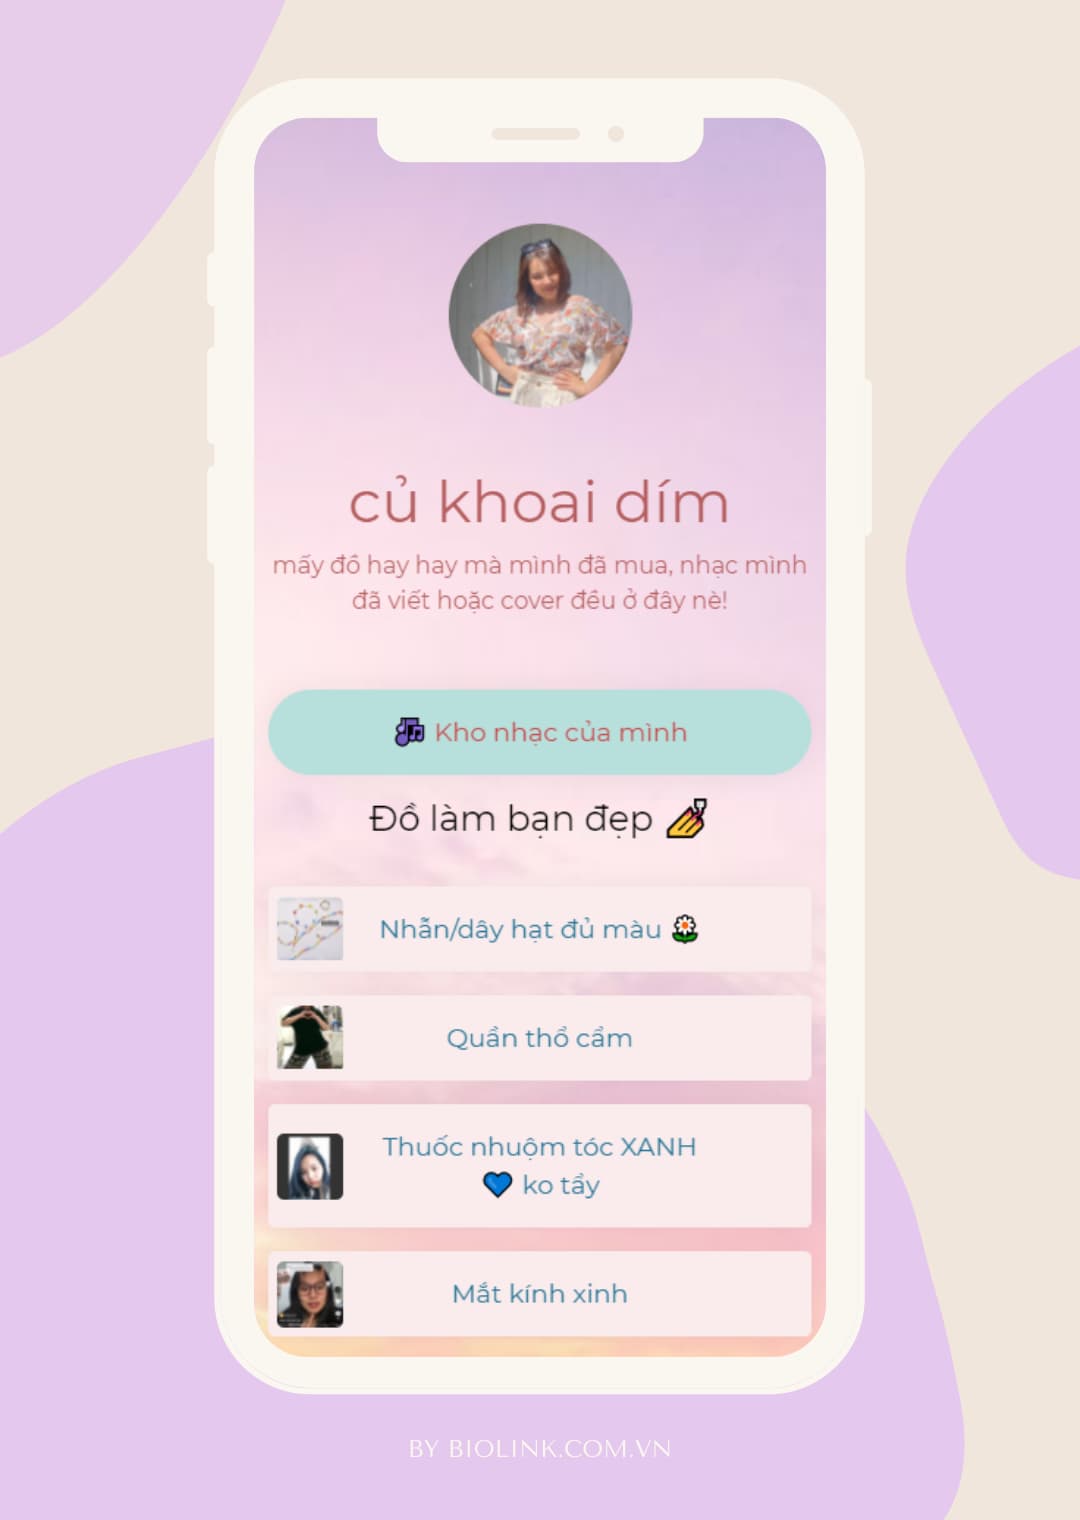 củ khoai dím
mấy đồ hay hay mà mình đã mua, nhạc mình
đã viết hoặc cover đều ở đây nè!
🎶 Kho nhạc của mình
Đồ làm bạn đẹp 💅
Nhẫn/dây hạt đủ màu 🌼
Quần thổ cẩm
Thuốc nhuộm tóc XANH
💙 ko tẩy
Mắt kính xinh
BY BIOLINK.COM.VN